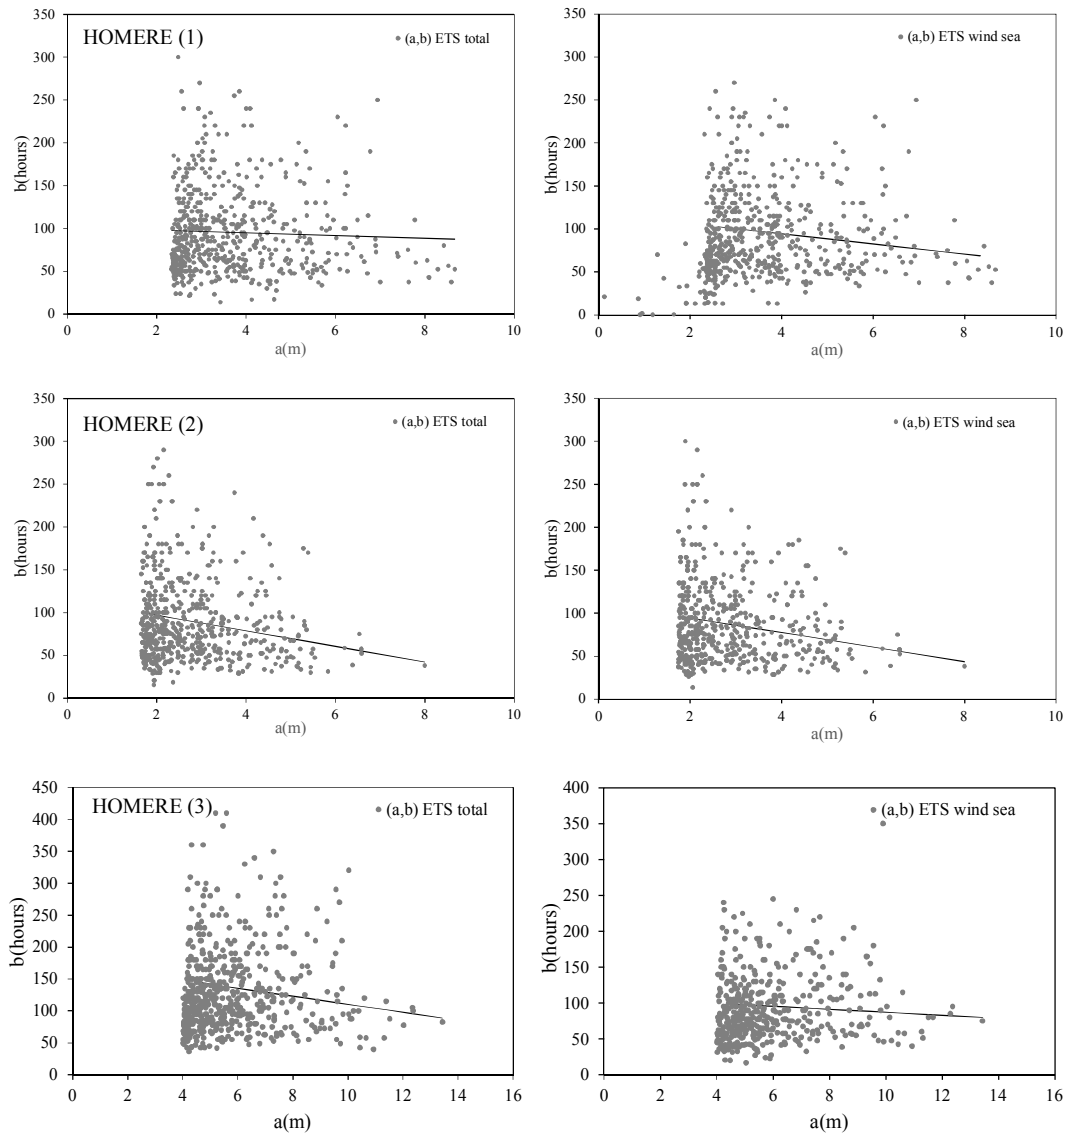 HOMERE (1)
(a,b) ETS total
b(hours)
350
300
250
200
150
100
50
0
0 2 4 6 8 10
a(m)
(a,b) ETS wind sea
b(hours)
350
300
250
200
150
100
50
0
0 2 4 6 8 10
a(m)
HOMERE (2)
(a,b) ETS total
b(hours)
350
300
250
200
150
100
50
0
0 2 4 6 8 10
a(m)
(a,b) ETS wind sea
b(hours)
350
300
250
200
150
100
50
0
0 2 4 6 8 10
a(m)
HOMERE (3)
(a,b) ETS total
b(hours)
450
400
350
300
250
200
150
100
50
0
0 2 4 6 8 10 12 14 16
a(m)
(a,b) ETS wind sea
b(hours)
400
350
300
250
200
150
100
50
0
0 2 4 6 8 10 12 14 16
a(m)